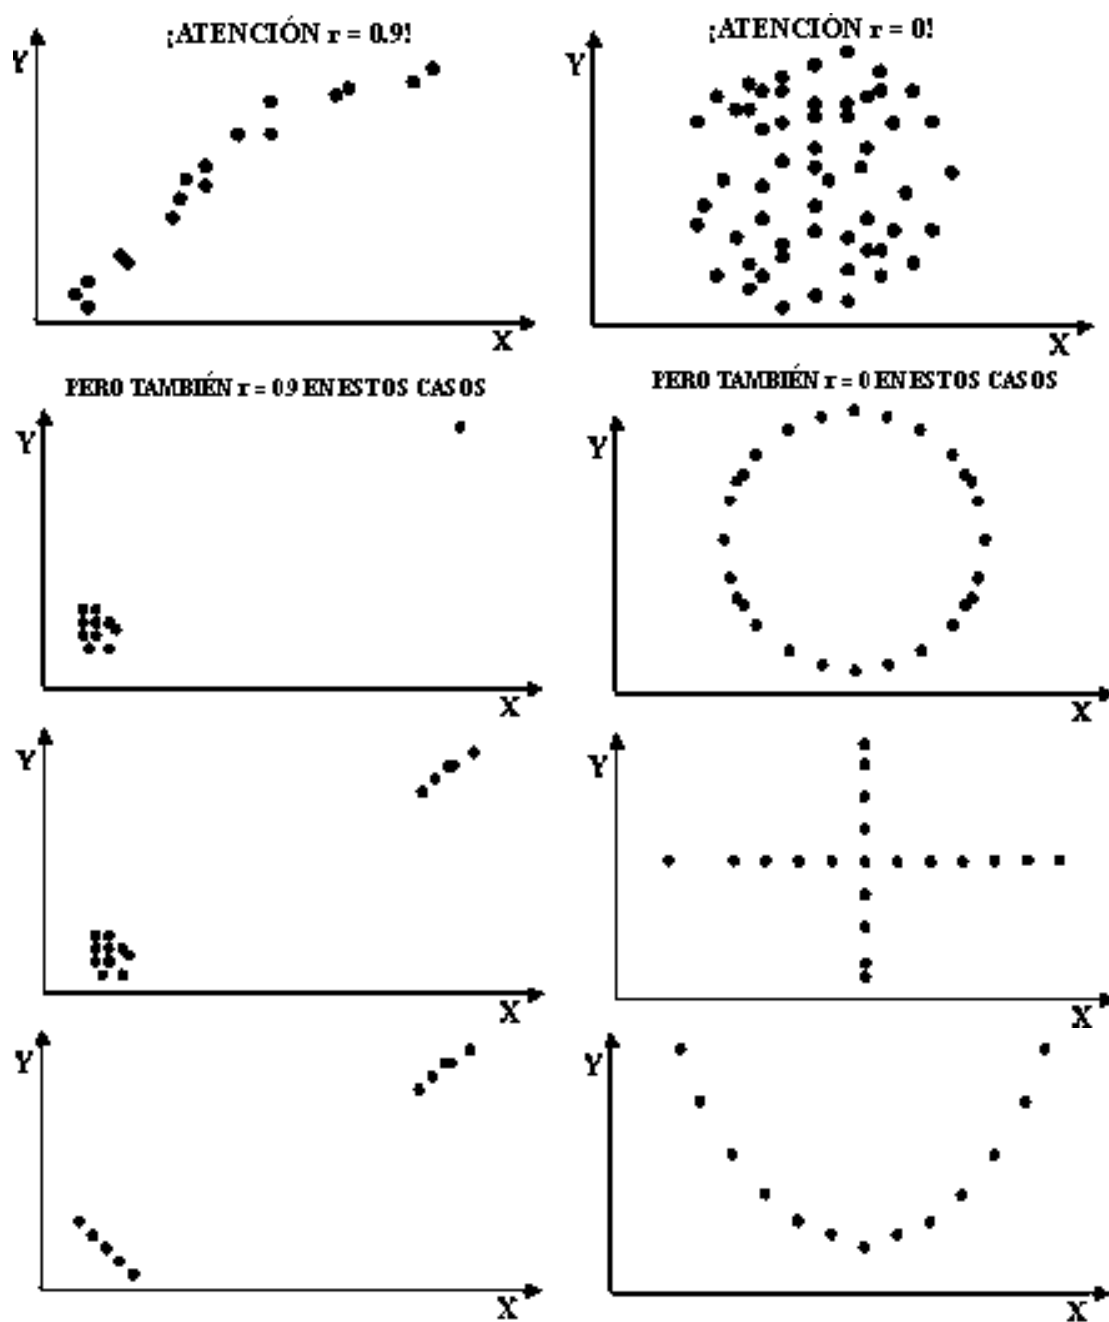 ¡ATENCIÓN r = 0.9!
Y
X
¡ATENCIÓN r = 0!
Y
X
PERO TAMBIÉN r = 0.9 EN ESTOS CASOS
Y
X
PERO TAMBIÉN r = 0 EN ESTOS CASOS
Y
X
Y
X
Y
X
Y
X
Y
X